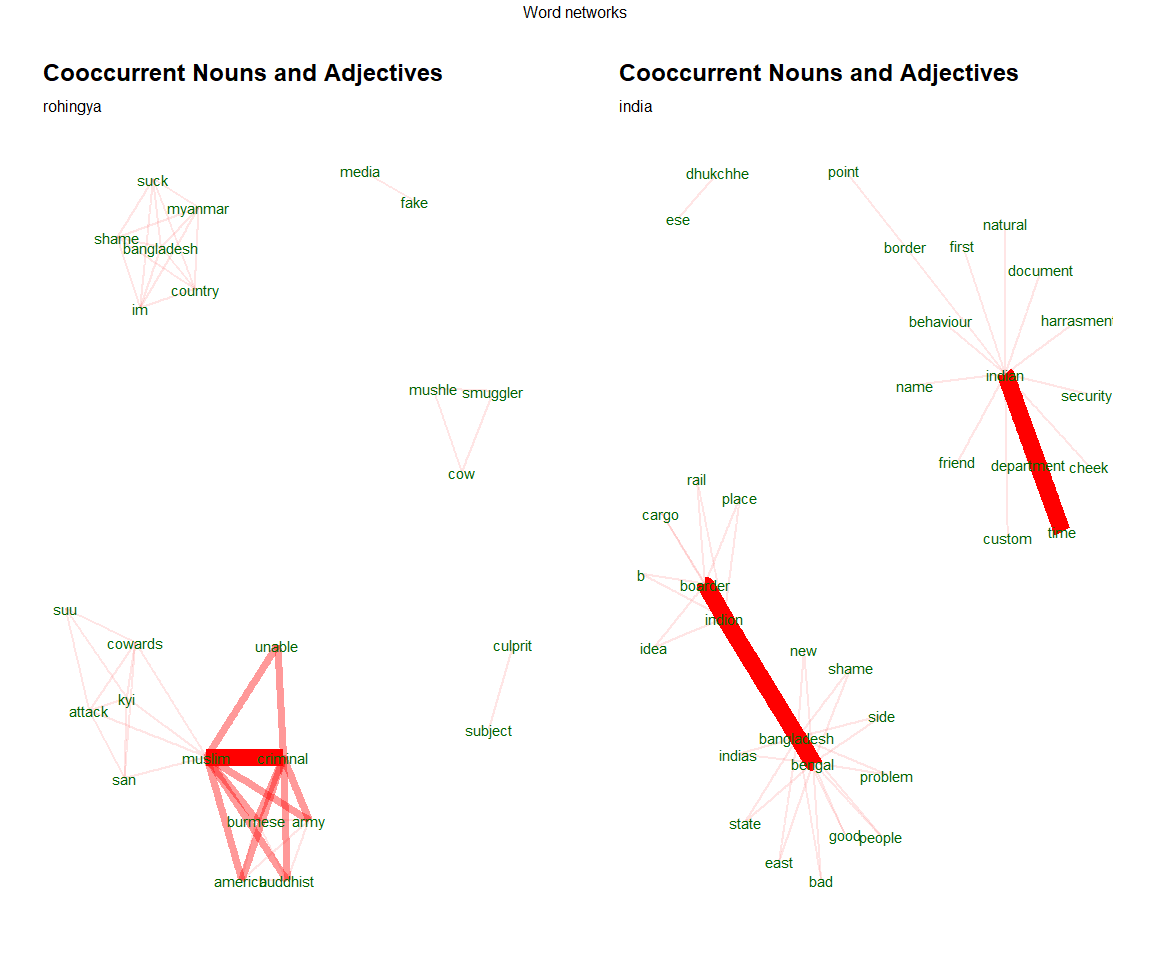 Word networks
Cooccurrent Nouns and Adjectives
rohingya
suck
media
myanmar
fake
shame
bangladesh
country
im
mushle
smuggler
cow
suu
cowards
unable
culprit
kyi
attack
subject
muslim
criminal
san
burmese
army
america
buddhist
Cooccurrent Nouns and Adjectives
india
dhukchhe
point
ese
natural
border
first
document
behaviour
harrasment
indian
name
security
friend
department
cheek
rail
place
cargo
custom
time
b
boarder
indion
idea
new
shame
side
bangladesh
indias
bengal
problem
state
good
people
east
bad